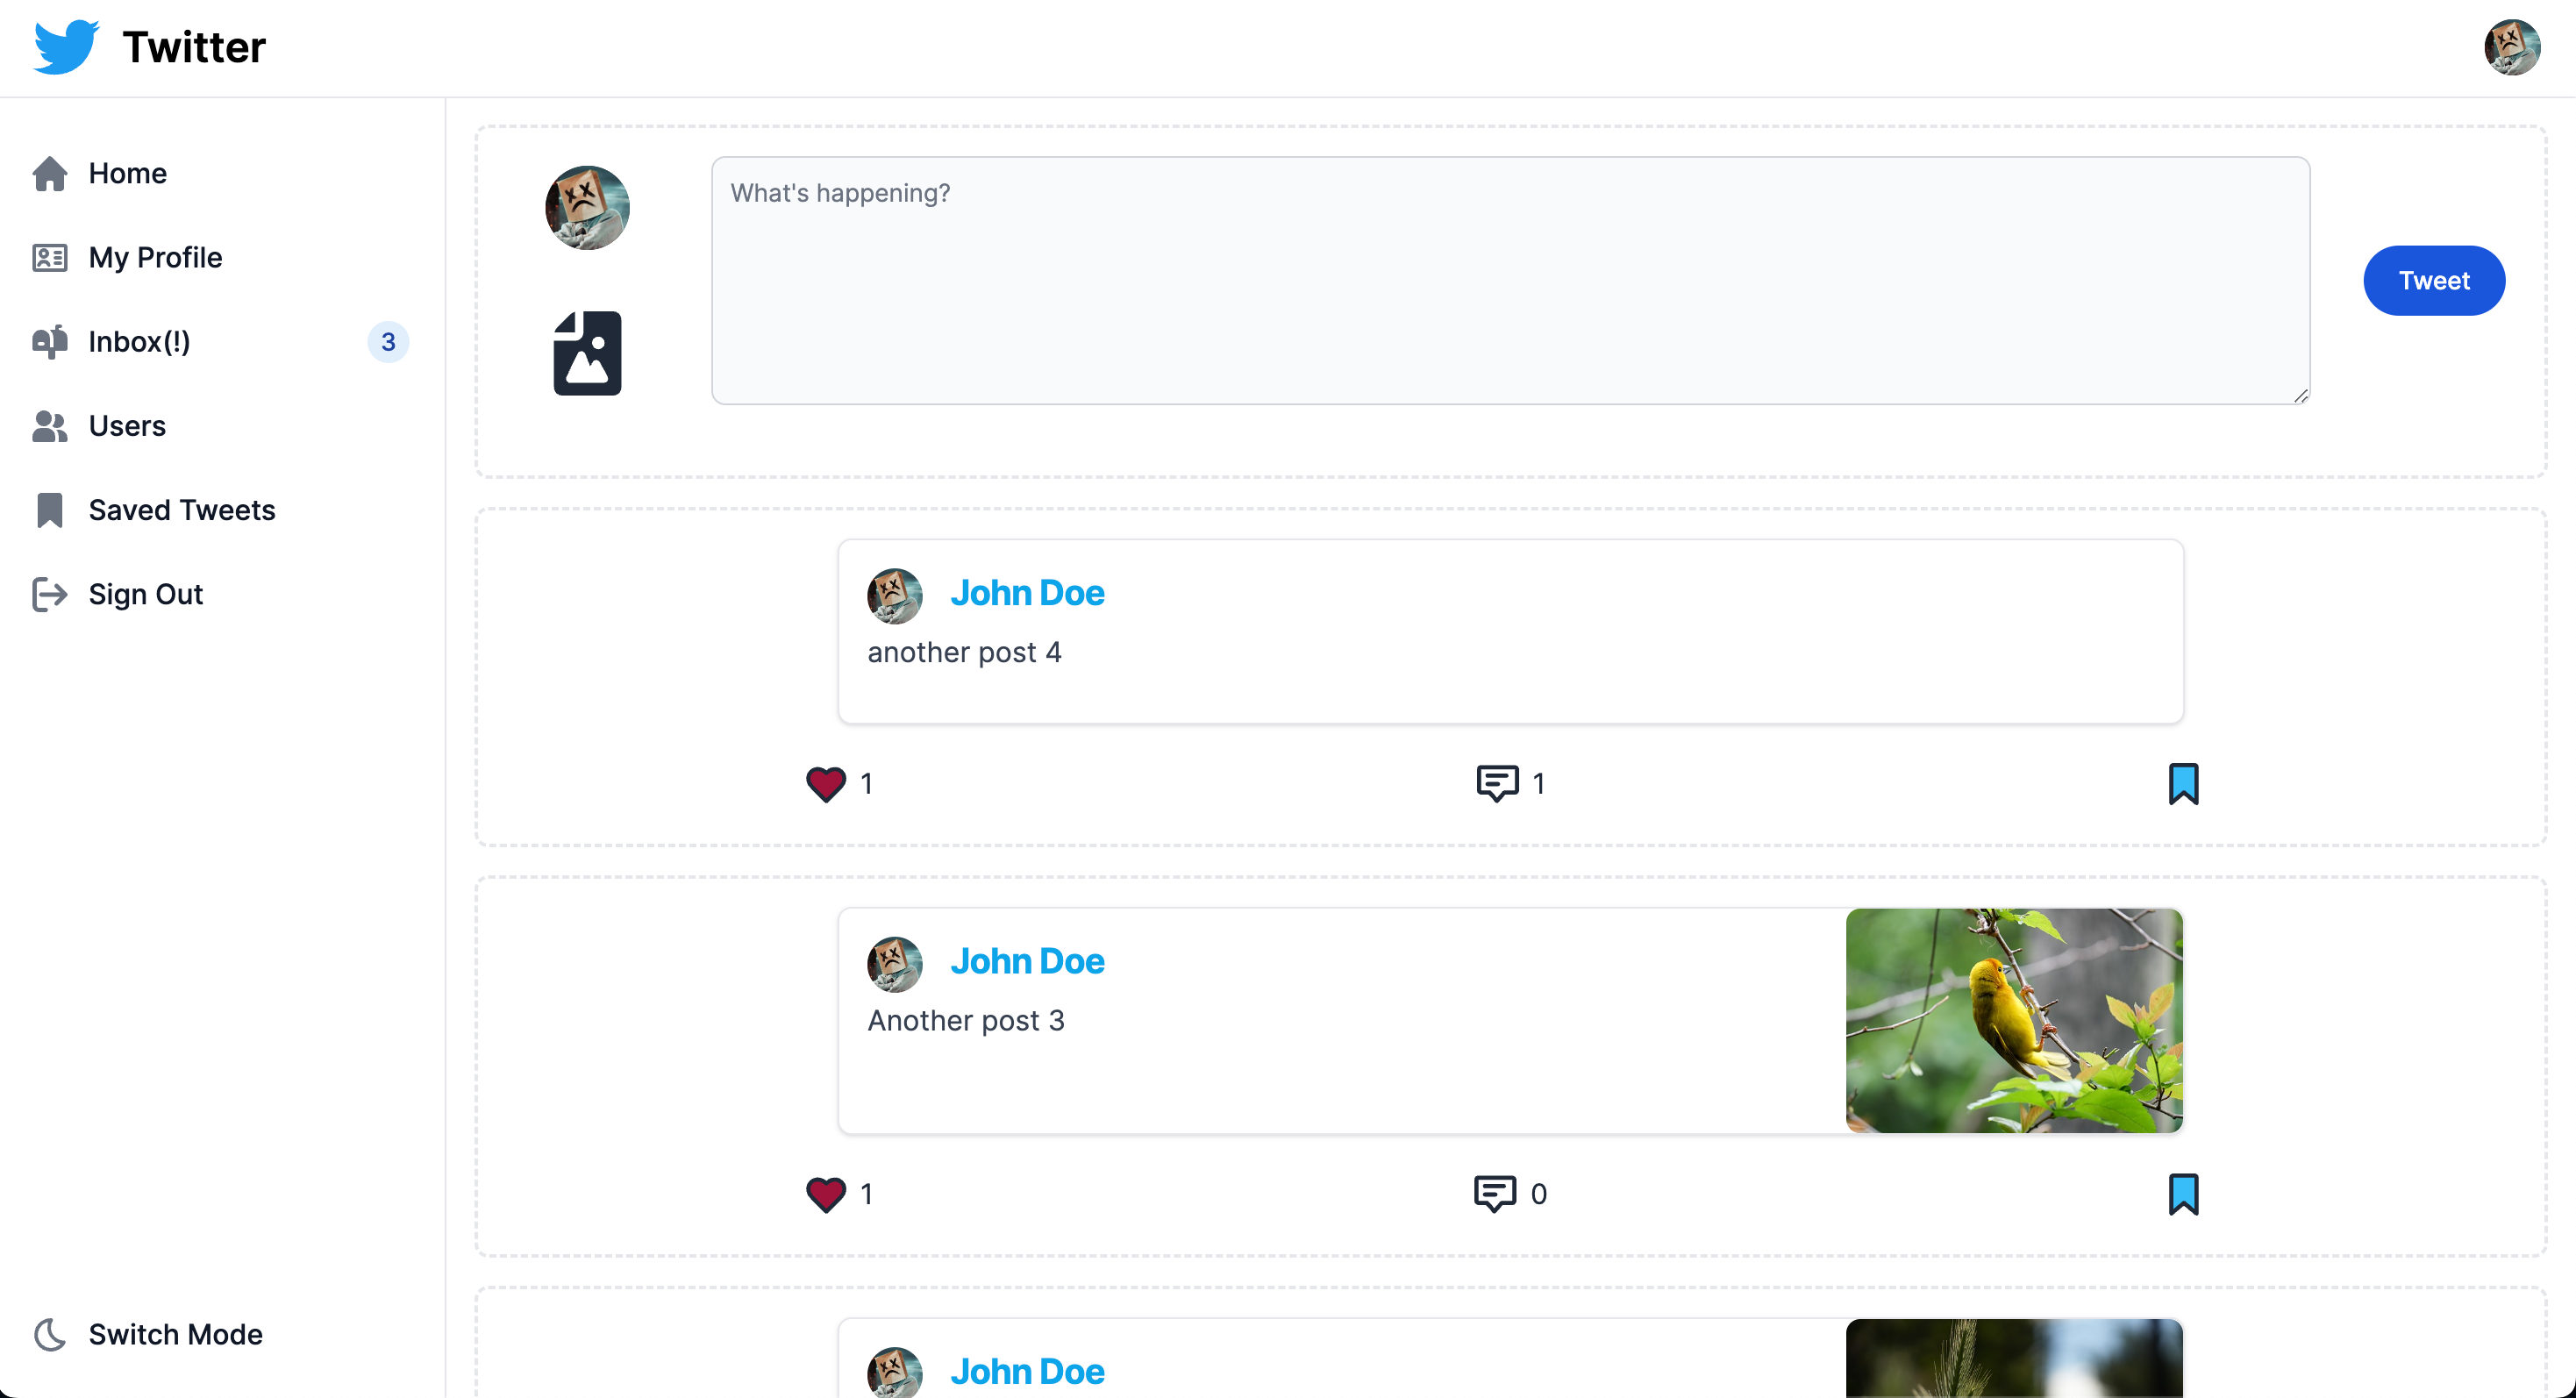 Twitter
Home
My Profile
Inbox(!) 3
Users
Saved Tweets
Sign Out
Switch Mode
What's happening?
Tweet
John Doe
another post 4
1 1
John Doe
Another post 3
1 0
John Doe